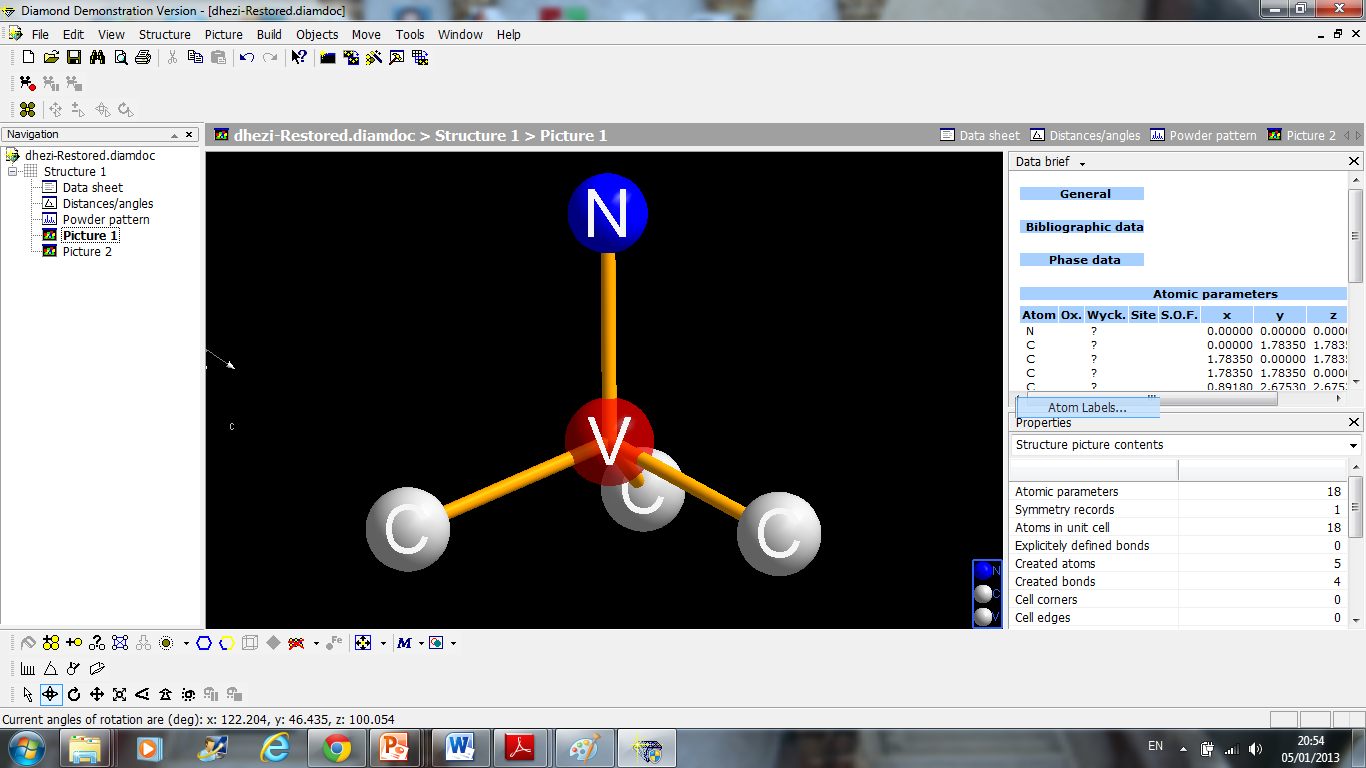 Diamond Demonstration Version - [dhezi-Restored.diamdoc]
File Edit View Structure Picture Build Objects Move Tools Window Help
Navigation
dhezi-Restored.diamdoc
Structure 1
Data sheet
Distances/angles
Powder pattern
Picture 1
Picture 2
dhezi-Restored.diamdoc > Structure 1 > Picture 1
Data sheet Distances/angles Powder pattern Picture 2
N
V
C
C
C
c
N
C
V
Data brief
General
Bibliographic data
Phase data
Atomic parameters
Atom Ox. Wyck. Site S.O.F. x y z
N ? 0.00000 0.00000 0.0000
C ? 0.00000 1.78350 1.7835
C ? 1.78350 0.00000 1.7835
C ? 1.78350 1.78350 0.0000
C ? 0.89180 2.67530 2.6753
Atom Labels...
Properties
Structure picture contents
Atomic parameters 18
Symmetry records 1
Atoms in unit cell 18
Explicitely defined bonds 0
Created atoms 5
Created bonds 4
Cell corners 0
Cell edges 0
Fe
M
Current angles of rotation are (deg): x: 122.204, y: 46.435, z: 100.054
EN
20:54
05/01/2013